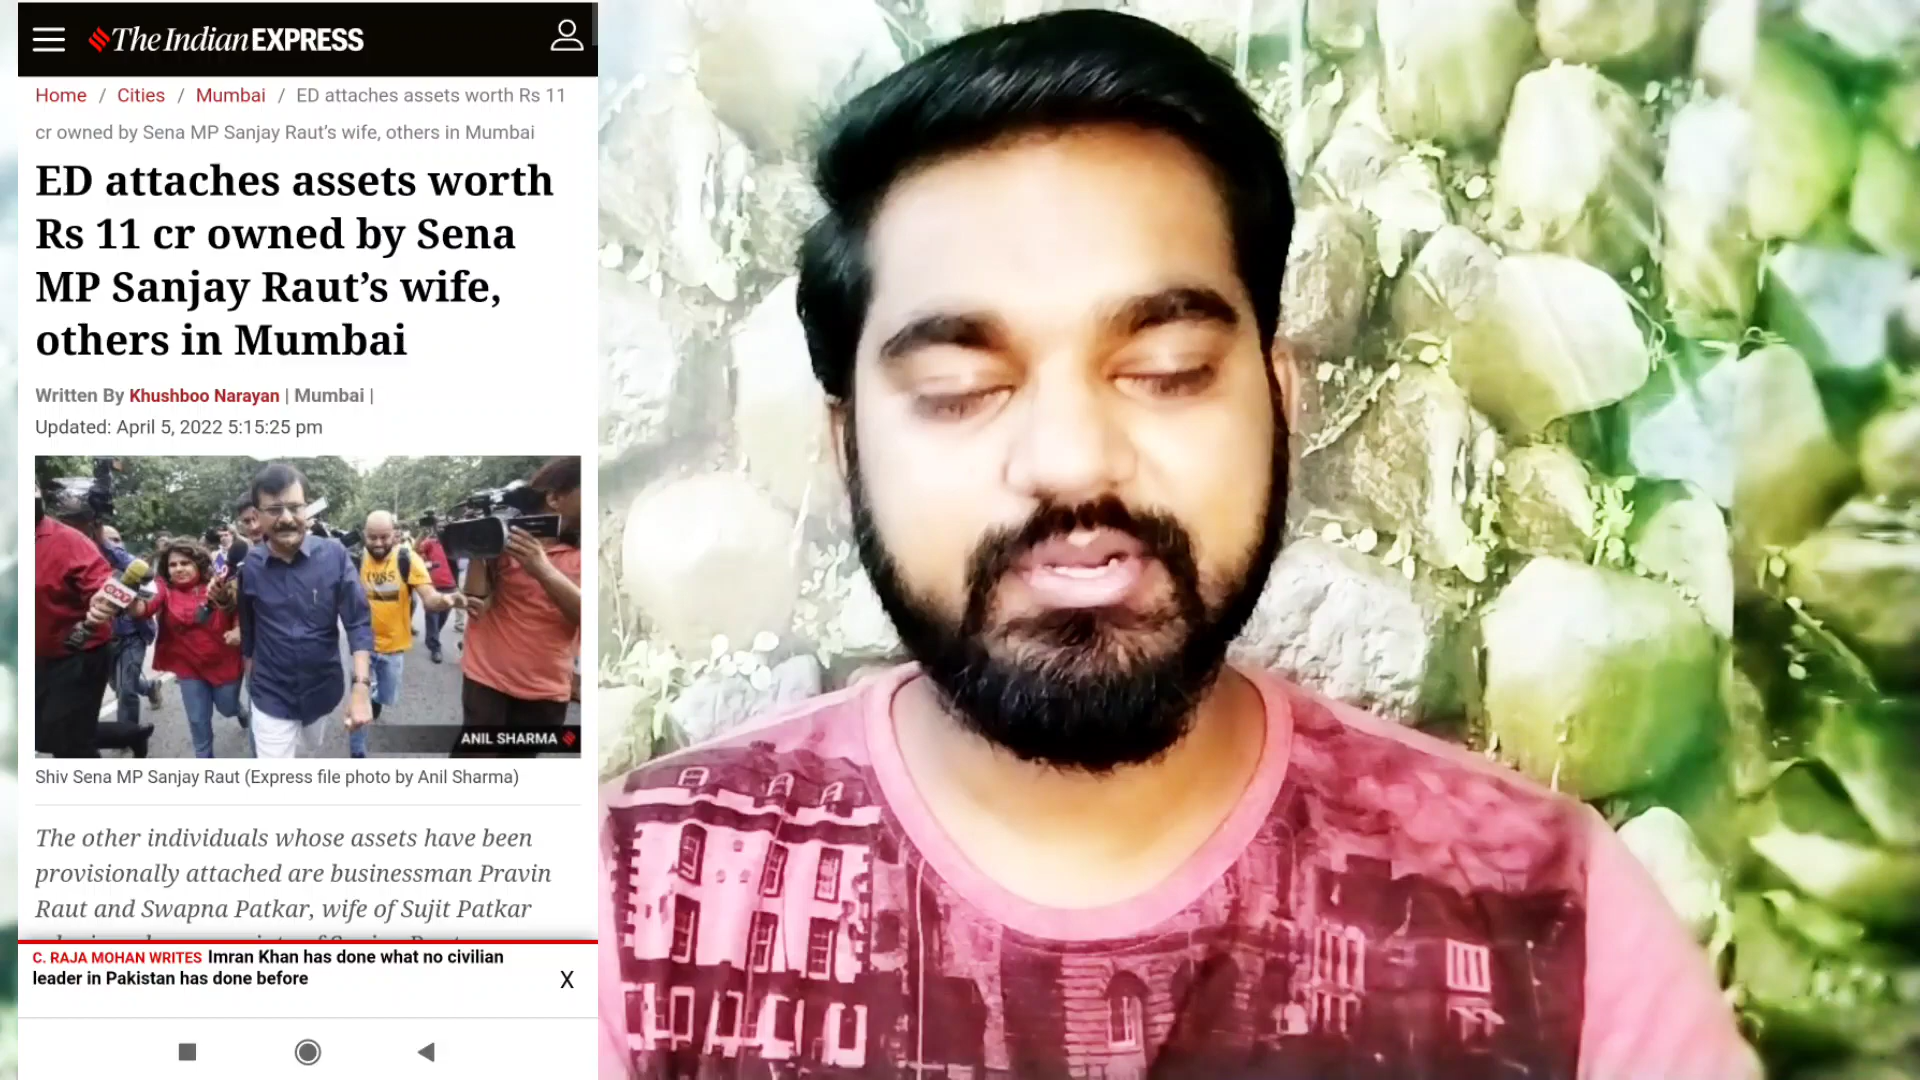 The Indian EXPRESS
Home / Cities / Mumbai / ED attaches assets worth Rs 11
cr owned by Sena MP Sanjay Raut’s wife, others in Mumbai
ED attaches assets worth
Rs 11 cr owned by Sena
MP Sanjay Raut’s wife,
others in Mumbai
Written By Khushboo Narayan | Mumbai |
Updated: April 5, 2022 5:15:25 pm
1985
ANIL SHARMA
Shiv Sena MP Sanjay Raut (Express file photo by Anil Sharma)
The other individuals whose assets have been
provisionally attached are businessman Pravin
Raut and Swapna Patkar, wife of Sujit Patkar
C. RAJA MOHAN WRITES Imran Khan has done what no civilian
leader in Pakistan has done before
X